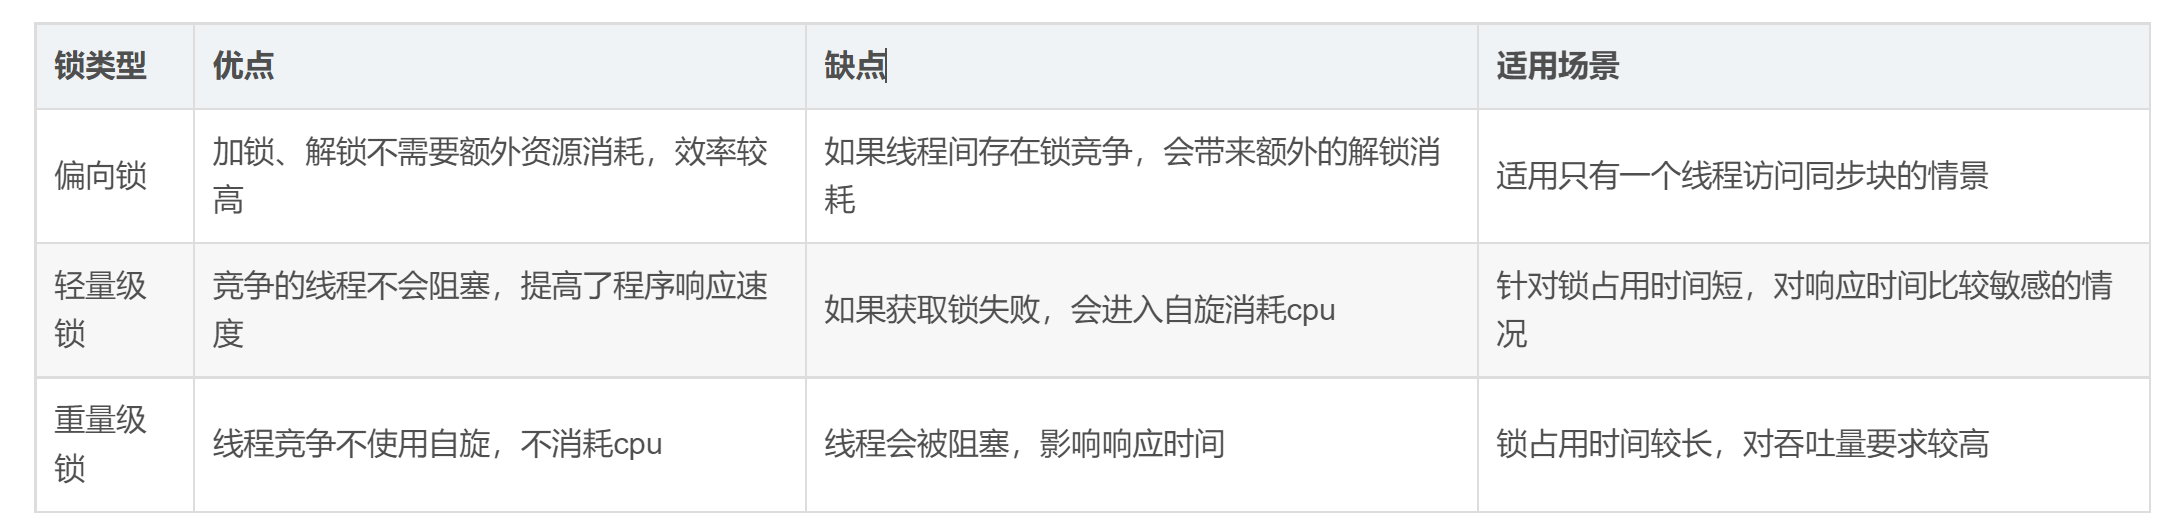 锁类型
优点
缺点
适用场景
偏向锁
加锁、解锁不需要额外资源消耗，效率较
高
如果线程间存在锁竞争，会带来额外的解锁消
耗
适用只有一个线程访问同步块的情景
轻量级
锁
竞争的线程不会阻塞，提高了程序响应速
度
如果获取锁失败，会进入自旋消耗cpu
针对锁占用时间短，对响应时间比较敏感的情
况
重量级
锁
线程竞争不使用自旋，不消耗cpu
线程会被阻塞，影响响应时间
锁占用时间较长，对吞吐量要求较高